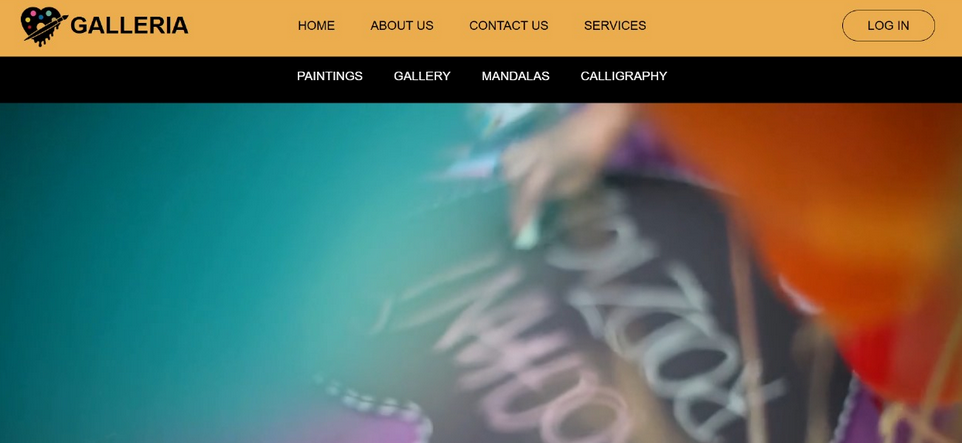 GALLERIA
HOME ABOUT US CONTACT US SERVICES LOG IN
PAINTINGS GALLERY MANDALAS CALLIGRAPHY